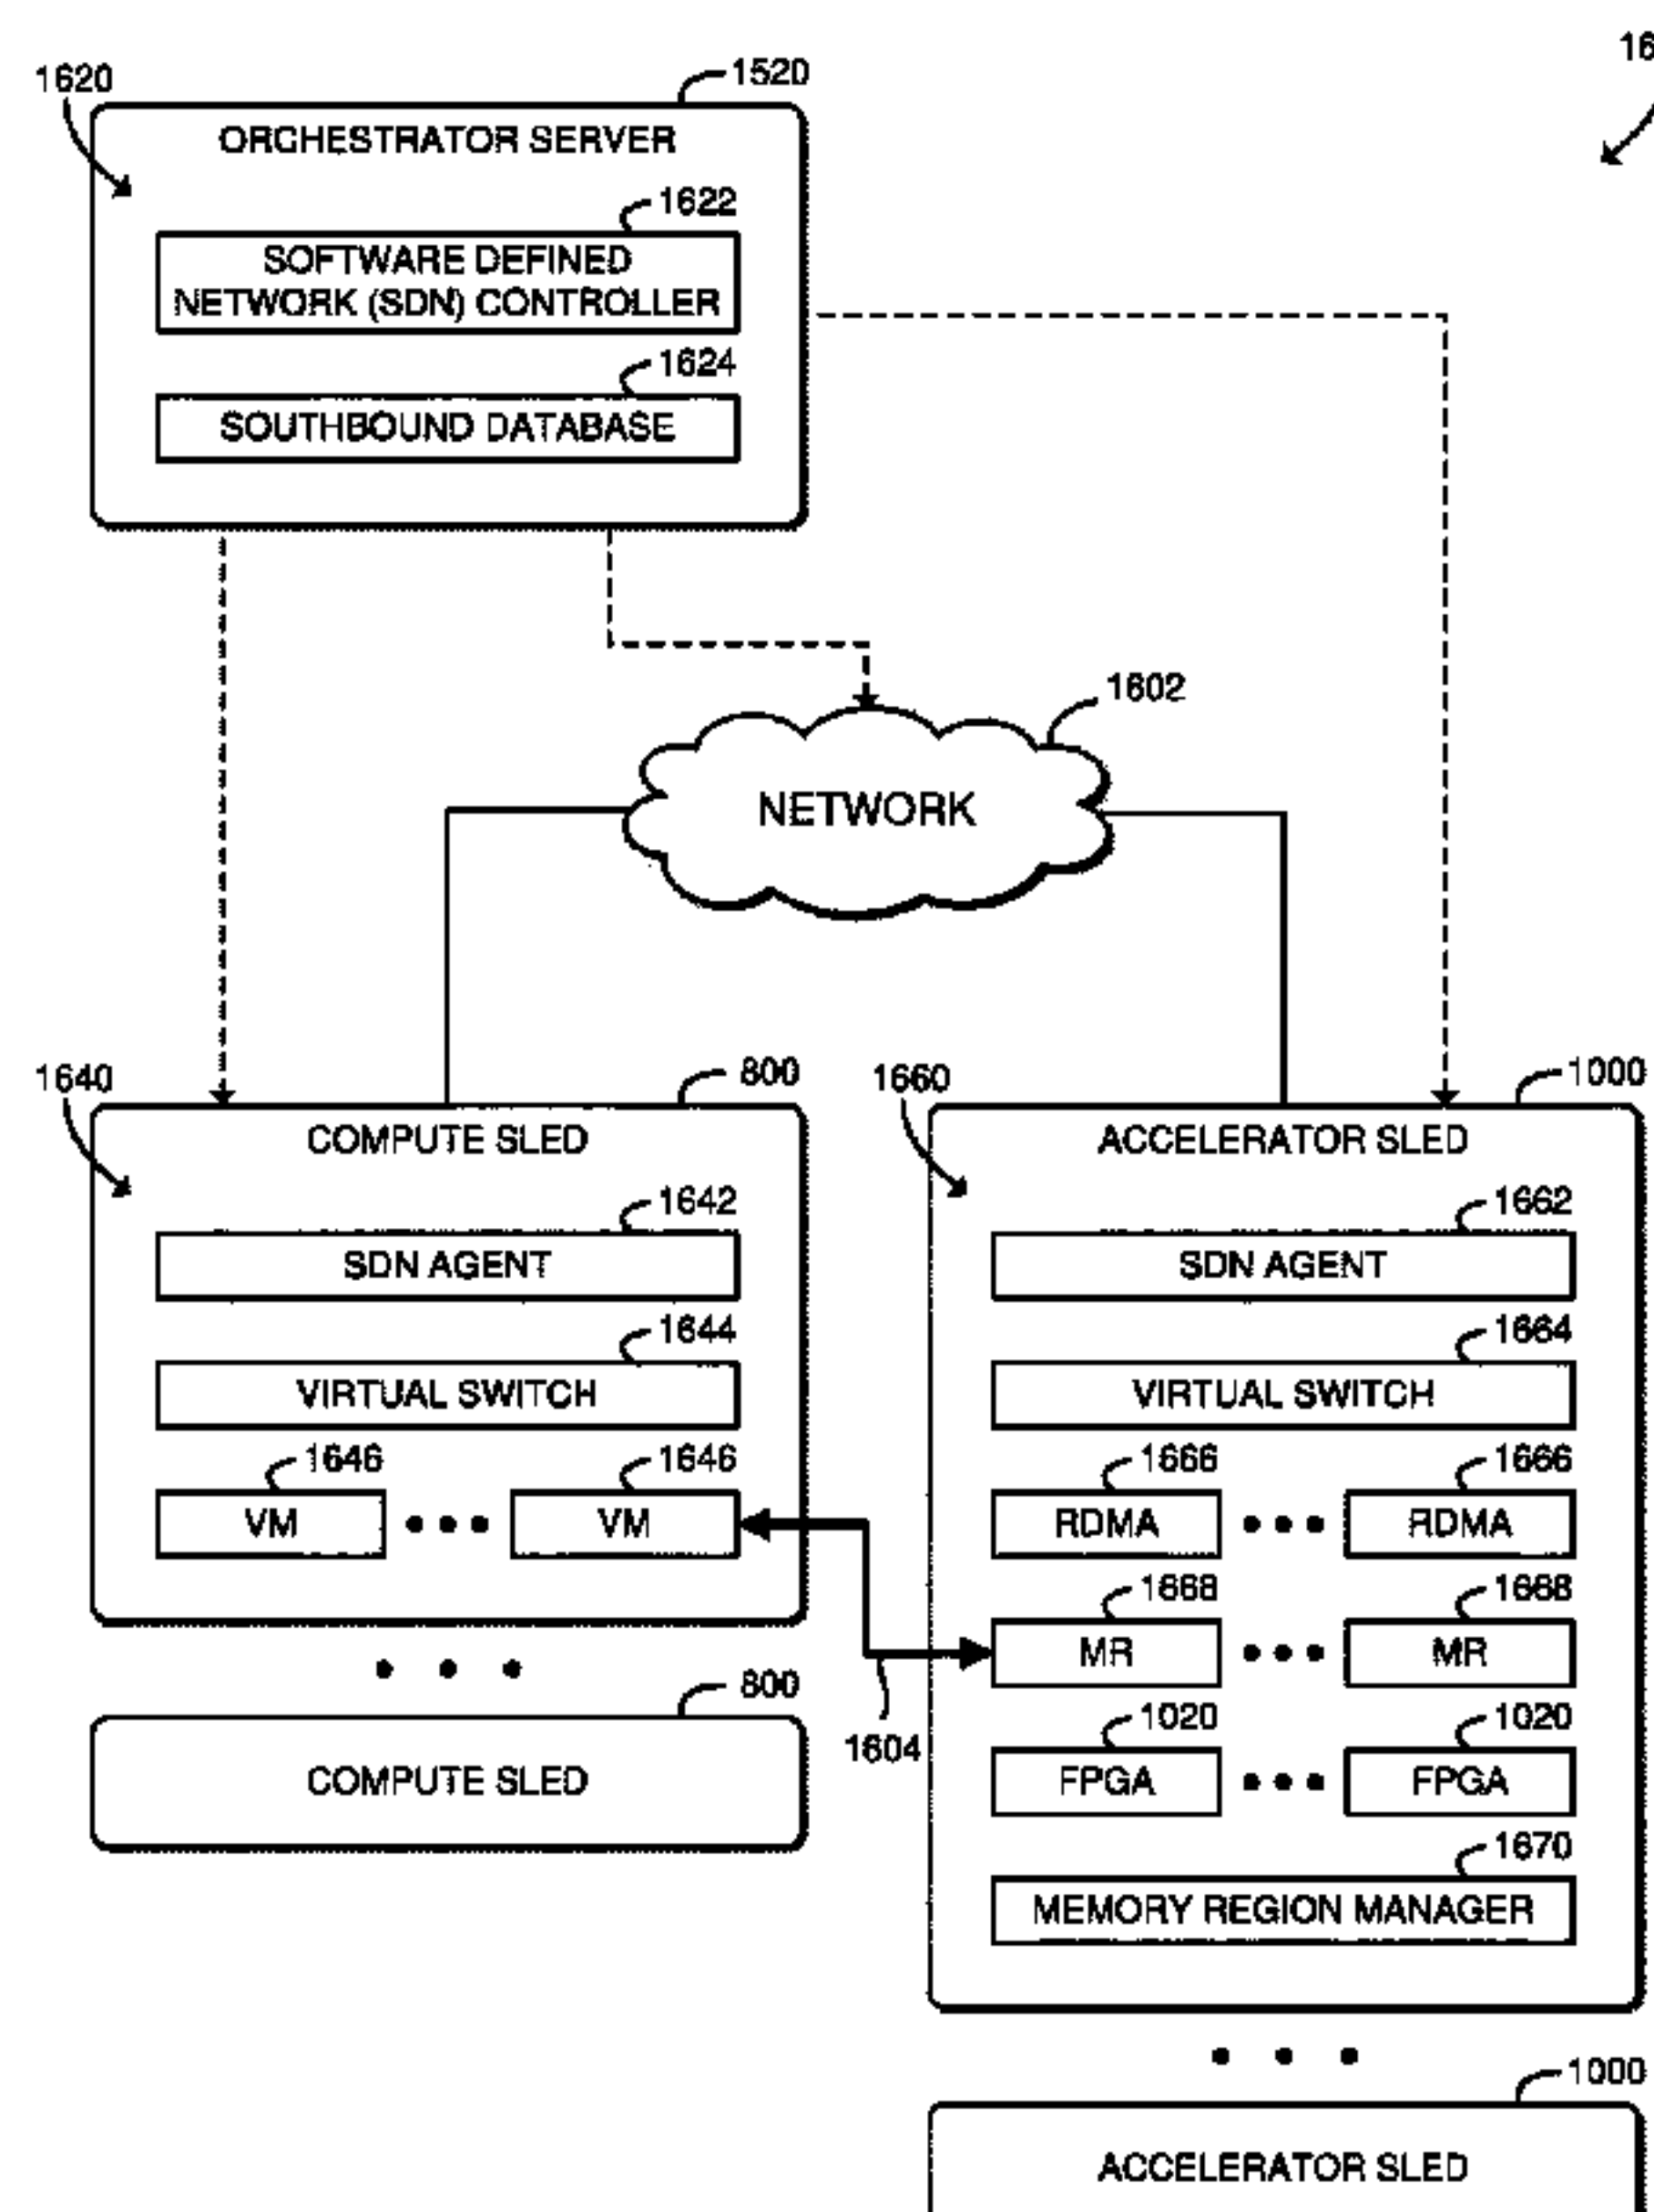 16
1620
1520
ORCHESTRATOR SERVER
1622
SOFTWARE DEFINED
NETWORK (SDN) CONTROLLER
1624
SOUTHBOUND DATABASE
1602
NETWORK
1640
800
COMPUTE SLED
1642
SDN AGENT
1644
VIRTUAL SWITCH
1646
1646
VM
VM
800
COMPUTE SLED
1604
1660
1000
ACCELERATOR SLED
1662
SDN AGENT
1664
VIRTUAL SWITCH
1666
1666
RDMA
RDMA
1668
1668
MR
MR
1020
1020
FPGA
FPGA
1670
MEMORY REGION MANAGER
1000
ACCELERATOR SLED